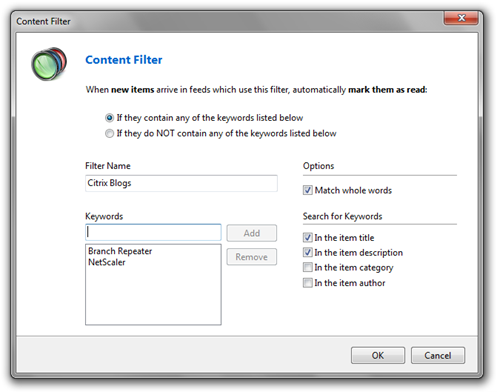 Content Filter
Content Filter
When new items arrive in feeds which use this filter, automatically mark them as read:
If they contain any of the keywords listed below
If they do NOT contain any of the keywords listed below
Filter Name
Citrix Blogs
Options
Match whole words
Keywords
Add
Branch Repeater
NetScaler
Remove
Search for Keywords
In the item title
In the item description
In the item category
In the item author
OK
Cancel